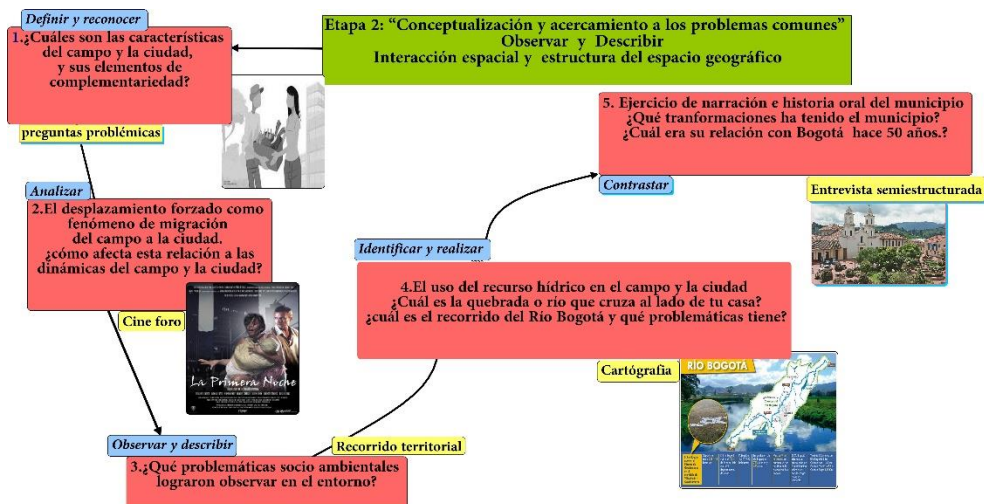 Etapa 2: “Conceptualización y acercamiento a los problemas comunes”
Observar y Describir
Interacción espacial y estructura del espacio geográfico
Definir y reconocer
1.¿Cuáles son las características
del campo y la ciudad,
y sus elementos de
complementariedad?
preguntas problémicas
Analizar
2.El desplazamiento forzado como
fenómeno de migración
del campo a la ciudad.
¿cómo afecta esta relación a las
dinámicas del campo y la ciudad?
Cine foro
La Primera Noche
Observar y describir
Recorrido territorial
3.¿Qué problemáticas socio ambientales
lograron observar en el entorno?
Identificar y realizar
4.El uso del recurso hídrico en el campo y la ciudad
¿Cuál es la quebrada o río que cruza al lado de tu casa?
¿cuál es el recorrido del Río Bogotá y qué problemáticas tiene?
Cartógrafia
RÍO BOGOTÁ
5. Ejercicio de narración e historia oral del municipio
¿Qué tranformaciones ha tenido el municipio?
¿Cuál era su relación con Bogotá hace 50 años.?
Contrastar
Entrevista semiestructurada